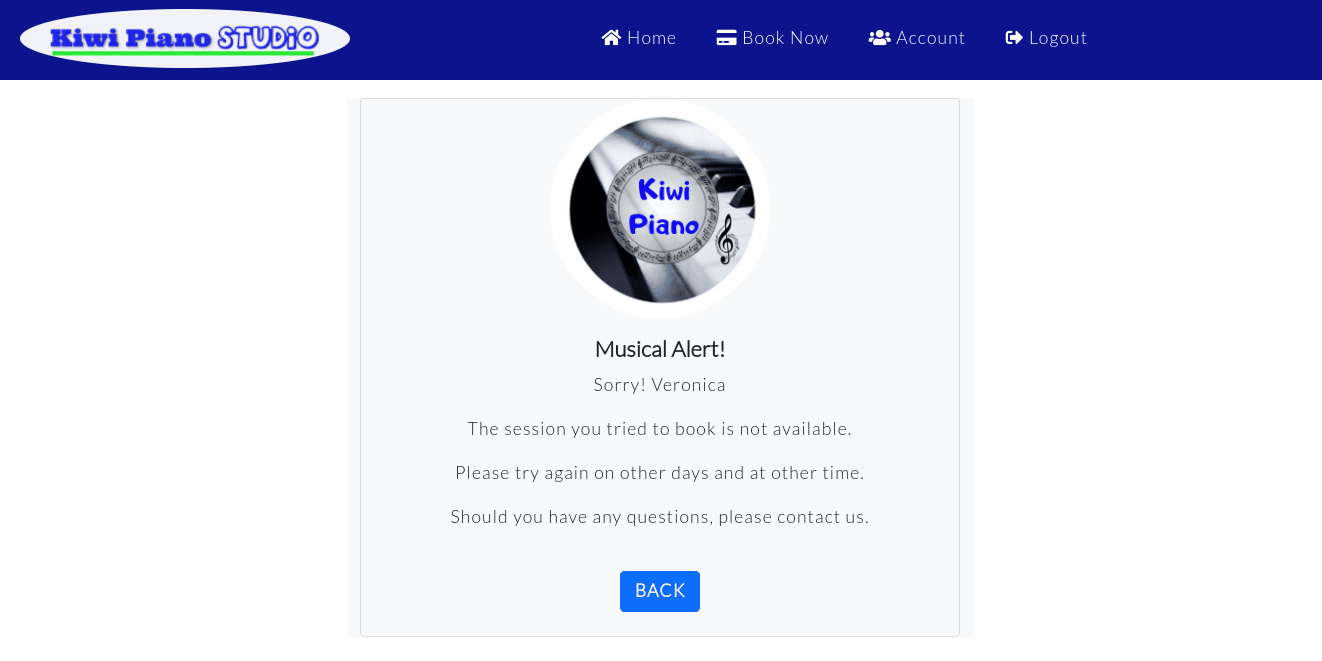 Kiwi Piano STUDiO
Home
Book Now
Account
Logout
Kiwi
Piano
Musical Alert!
Sorry! Veronica
The session you tried to book is not available.
Please try again on other days and at other time.
Should you have any questions, please contact us.
BACK